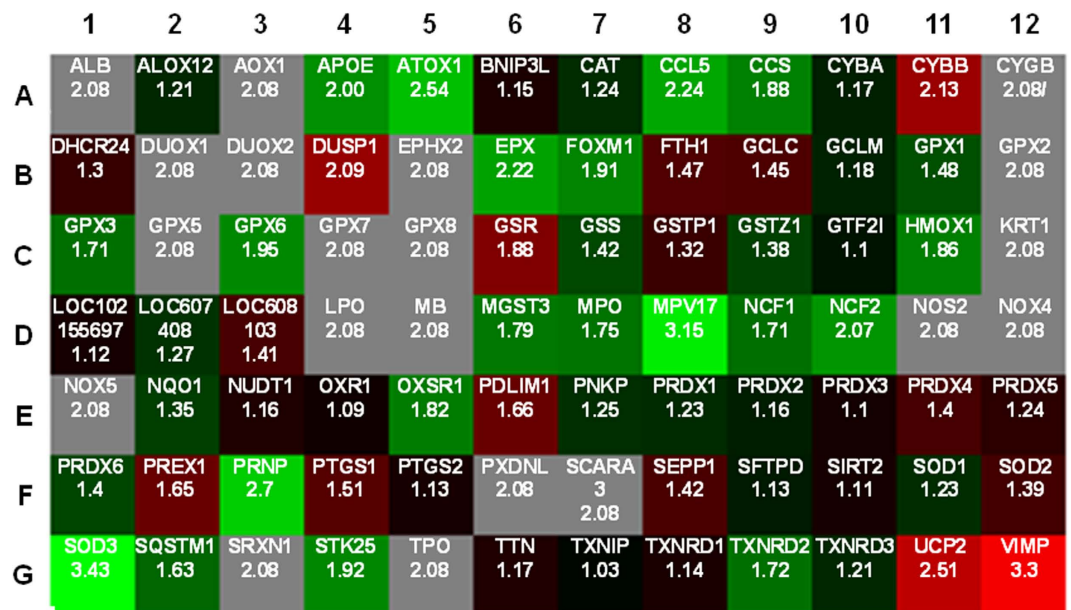 1 2 3 4 5 6 7 8 9 10 11 12
A
ALB ALOX12 AOX1 APOE ATOX1 BNIP3L CAT CCL5 CCS CYBA CYBB CYGB
2.08 1.21 2.08 2.00 2.54 1.15 1.24 2.24 1.88 1.17 2.13 2.08/
B
DHCR24 DUOX1 DUOX2 DUSP1 EPHX2 EPX FOXM1 FTH1 GCLC GCLM GPX1 GPX2
1.3 2.08 2.08 2.09 2.08 2.22 1.91 1.47 1.45 1.18 1.48 2.08
C
GPX3 GPX5 GPX6 GPX7 GPX8 GSR GSS GSTP1 GSTZ1 GTF2I HMOX1 KRT1
1.71 2.08 1.95 2.08 2.08 1.88 1.42 1.32 1.38 1.1 1.86 2.08
D
LOC102 LOC607 LOC608 LPO MB MGST3 MPO MPV17 NCF1 NCF2 NOS2 NOX4
155697 408 103 2.08 2.08 1.79 1.75 3.15 1.71 2.07 2.08 2.08
1.12 1.27 1.41
E
NOX5 NQO1 NUDT1 OXR1 OXSR1 PDLIM1 PNKP PRDX1 PRDX2 PRDX3 PRDX4 PRDX5
2.08 1.35 1.16 1.09 1.82 1.66 1.25 1.23 1.16 1.1 1.4 1.24
F
PRDX6 PREX1 PRNP PTGS1 PTGS2 PXDNL SCARA SEPP1 SFTPD SIRT2 SOD1 SOD2
1.4 1.65 2.7 1.51 1.13 2.08 3 1.42 1.13 1.11 1.23 1.39
2.08
G
SOD3 SQSTM1 SRXN1 STK25 TPO TTN TXNIP TXNRD1 TXNRD2 TXNRD3 UCP2 VIMP
3.43 1.63 2.08 1.92 2.08 1.17 1.03 1.14 1.72 1.21 2.51 3.3